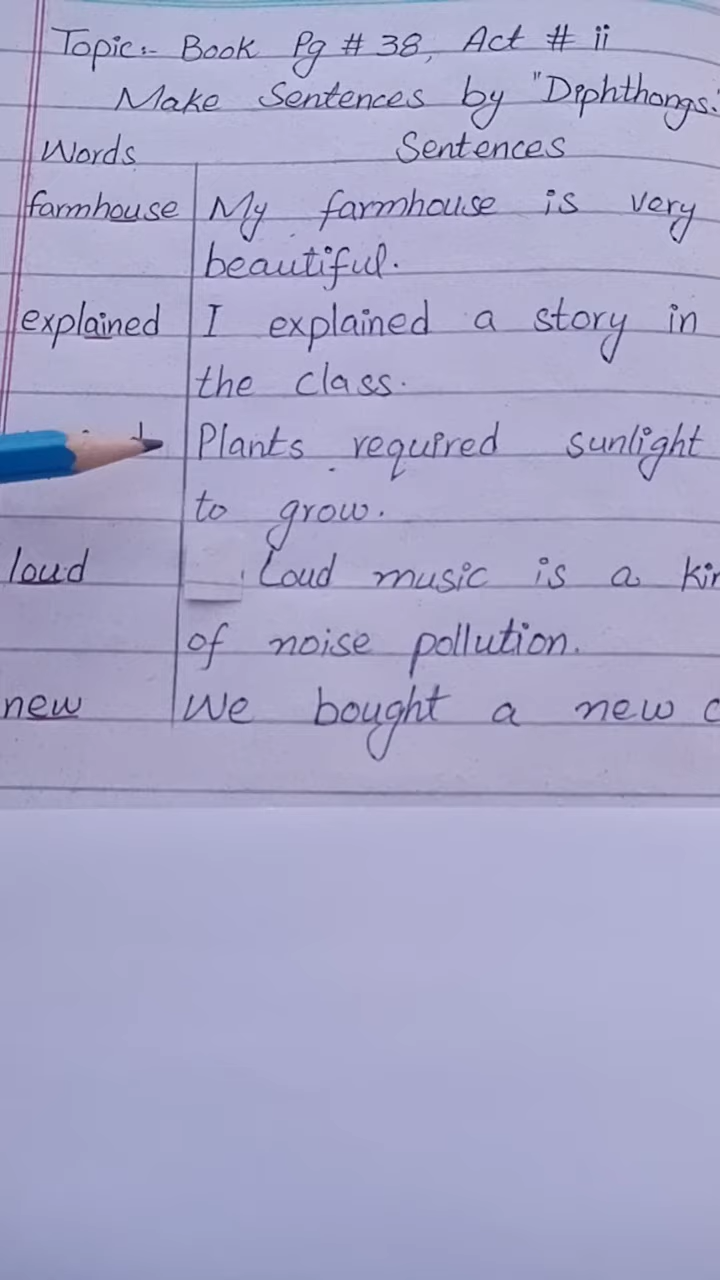 Topic:- Book Pg # 38, Act # ii
Make Sentences by "Diphthongs."
Words Sentences
farmhouse My farmhouse is very
beautiful.
explained I explained a story in
the class.
Plants required sunlight
to grow.
loud Loud music is a
of noise pollution.
new We bought a new